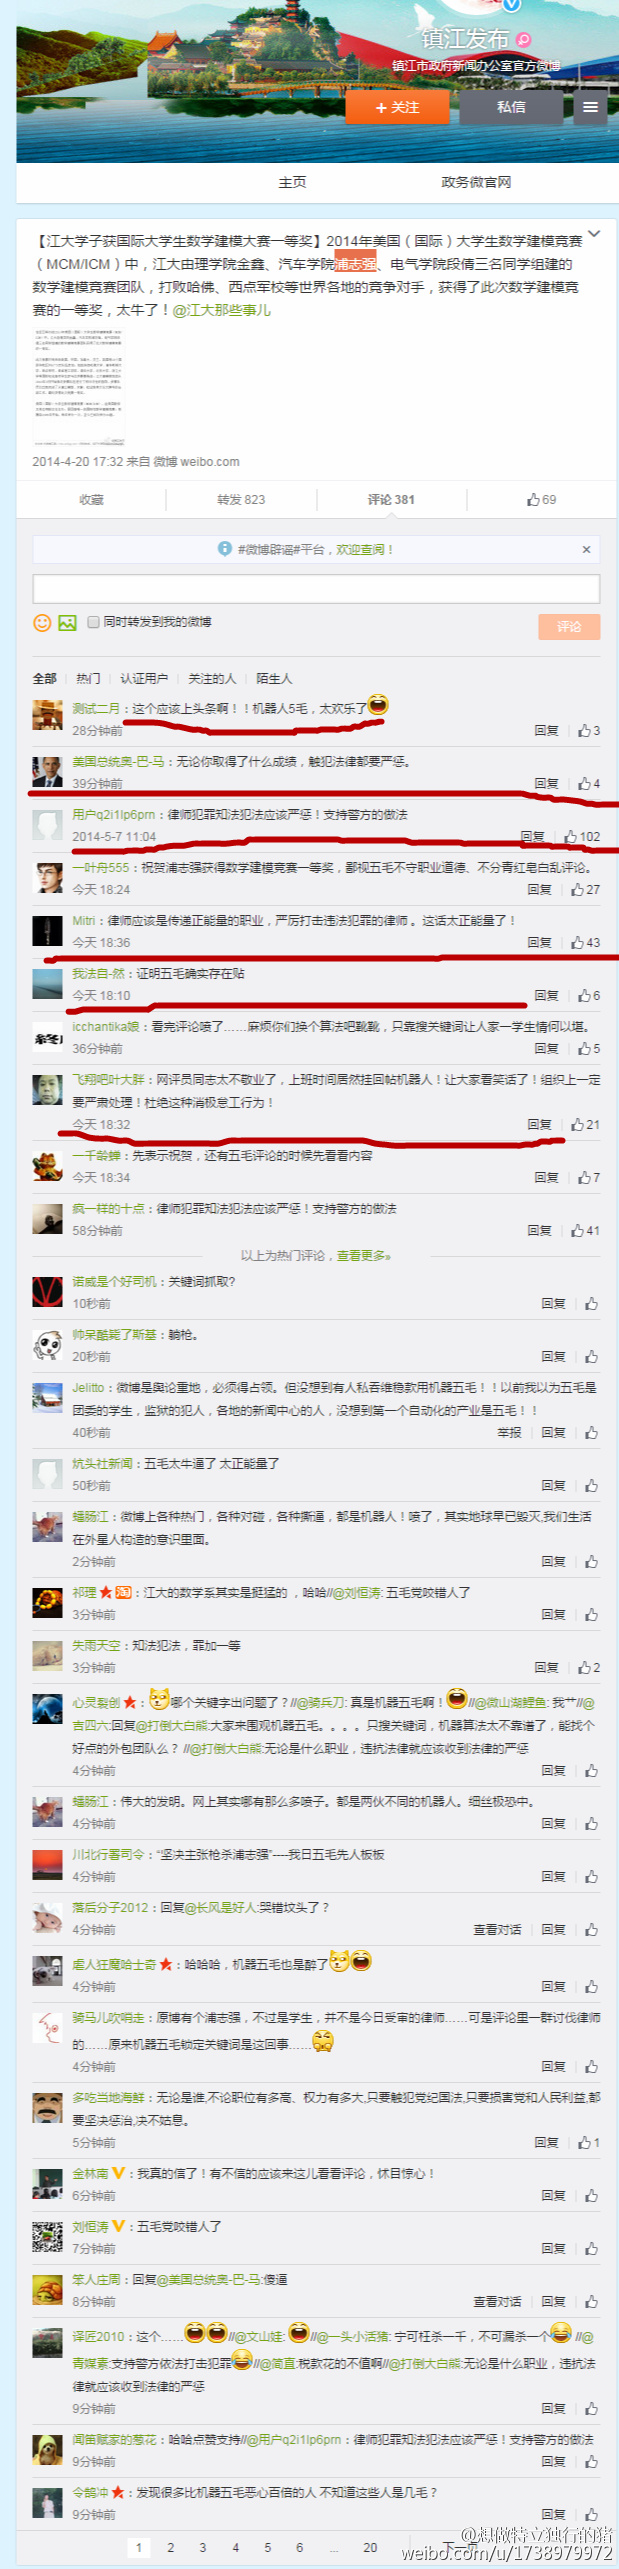 镇江发布
镇江市政府新闻办公室官方微博
+ 关注
私信
主页
政务微官网
【江大学子获国际大学生数学建模大赛一等奖】2014年美国（国际）大学生数学建模竞赛
（MCM/ICM）中，江大由理学院金鑫、汽车学院浦志强、电气学院段倩三名同学组建的
数学建模竞赛团队，打败哈佛、西点军校等世界各地的竞争对手，获得了此次数学建模竞
赛的一等奖，太牛了！@江大那些事儿
2014-4-20 17:32 来自 微博 weibo.com
收藏
转发 823
评论 381
69
#微博辟谣#平台，欢迎查阅！
×
同时转发到我的微博
评论
全部 热门 认证用户 关注的人 陌生人
测试二月：这个应该上头条啊！！机器人5毛，太欢乐了
28分钟前 回复 3
美国总统奥-巴-马：无论你取得了什么成绩，触犯法律都要严惩。
39分钟前 回复 4
用户q2i1lp6prn：律师犯罪知法犯法应该严惩！支持警方的做法
2014-5-7 11:04 回复 102
一叶舟555：祝贺浦志强获得数学建模竞赛一等奖，鄙视五毛不守职业道德、不分青红皂白乱评论。
今天 18:24 回复 27
Mitri：律师应该是传递正能量的职业，严厉打击违法犯罪的律师 。这话太正能量了！
今天 18:36 回复 43
我法自-然：证明五毛确实存在贴
今天 18:10 回复 6
icchantika娘：看完评论喷了……麻烦你们换个算法吧靴靴，只靠搜关键词让人家一学生情何以堪。
36分钟前 回复 5
飞翔吧叶大胖：网评员同志太不敬业了，上班时间居然挂回帖机器人！让大家看笑话了！组织上一定
要严肃处理！杜绝这种消极怠工行为！
今天 18:32 回复 21
一千龄蝉：先表示祝贺，还有五毛评论的时候先看看内容
今天 18:34 回复 7
疯一样的十点：律师犯罪知法犯法应该严惩！支持警方的做法
58分钟前 回复 41
以上为热门评论，查看更多»
诺威是个好司机：关键词抓取?
10秒前 回复
帅呆酷毙了斯基：躺枪。
20秒前 回复
Jelitto：微博是舆论重地，必须得占领。但没想到有人私吞维稳款用机器五毛！！以前我以为五毛是
团委的学生，监狱的犯人，各地的新闻中心的人，没想到第一个自动化的产业是五毛！！
40秒前 举报 回复
炕头社新闻：五毛太牛逼了 太正能量了
50秒前 回复
蟠肠江：微博上各种热门，各种对碰，各种撕逼，都是机器人！喷了，其实地球早已毁灭,我们生活
在外星人构造的意识里面。
2分钟前 回复
祁理 淘：江大的数学系其实是挺猛的 ，哈哈//@刘恒涛: 五毛党咬错人了
3分钟前 回复
失雨天空：知法犯法，罪加一等
3分钟前 回复 2
心灵裂创：哪个关键字出问题了？//@骑兵刀: 真是机器五毛啊！//@微山湖鲤鱼: 我艹//@
吉四六:回复@打倒大白熊:大家来围观机器五毛。。。。只搜关键词，机器算法太不靠谱了，能找个
好点的外包团队么？ //@打倒大白熊:无论是什么职业，违抗法律就应该收到法律的严惩
4分钟前 回复
蟠肠江：伟大的发明。网上其实哪有那么多喷子。都是两伙不同的机器人。细丝极恐中。
4分钟前 回复
川北行署司令：“坚决主张枪杀浦志强”----我日五毛先人板板
4分钟前 回复
落后分子2012：回复@长风是好人:哭错坟头了？
4分钟前 查看对话 回复
虐人狂魔哈士奇：哈哈哈，机器五毛也是醉了
4分钟前 回复
骑马儿吹哨走：原博有个浦志强，不过是学生，并不是今日受审的律师……可是评论里一群讨伐律师
的……原来机器五毛锁定关键词是这回事……
4分钟前 回复
多吃当地海鲜：无论是谁,不论职位有多高、权力有多大,只要触犯党纪国法,只要损害党和人民利益,都
要坚决惩治,决不姑息。
5分钟前 回复 1
金林南：我真的信了！有不信的应该来这儿看看评论，怵目惊心！
6分钟前 回复
刘恒涛：五毛党咬错人了
7分钟前 回复
笨人庄周：回复@美国总统奥-巴-马:傻逼
8分钟前 查看对话 回复
译匠2010：这个……//@文山娃: //@一头小活猪: 宁可枉杀一千，不可漏杀一个 //@
青媒素:支持警方依法打击犯罪//@简直:税款花的不值啊//@打倒大白熊:无论是什么职业，违抗法
律就应该收到法律的严惩
9分钟前 回复
闻笛赋家的葱花：哈哈点赞支持//@用户q2i1lp6prn：律师犯罪知法犯法应该严惩！支持警方的做法
9分钟前 回复
令鹄冲：发现很多比机器五毛恶心百倍的人 不知道这些人是几毛？
9分钟前 回复
1 2 3 4 5 6 ... 20 下一页
@想做特立独行的猪
weibo.com/u/1738979972